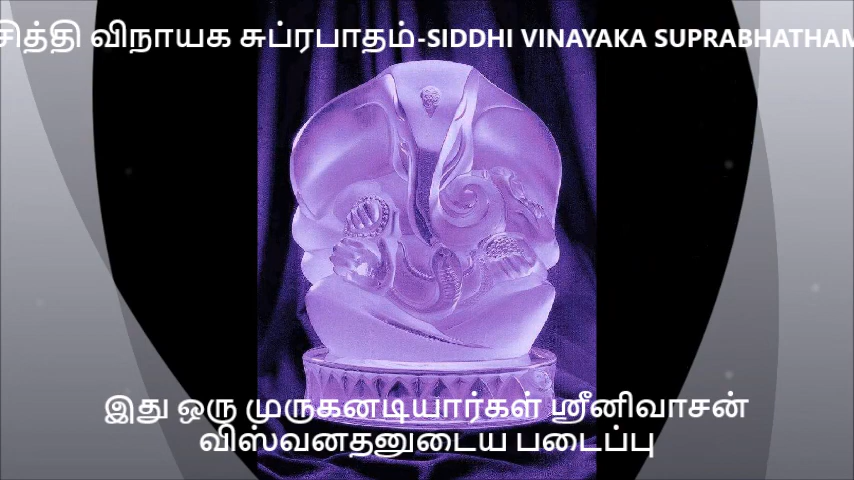 சித்தி விநாயக சுப்ரபாதம்-SIDDHI VINAYAKA SUPRABHATHAM
இது ஒரு முருகனடியார்கள் ஸ்ரீனிவாசன்
விஸ்வனதனுடைய படைப்பு